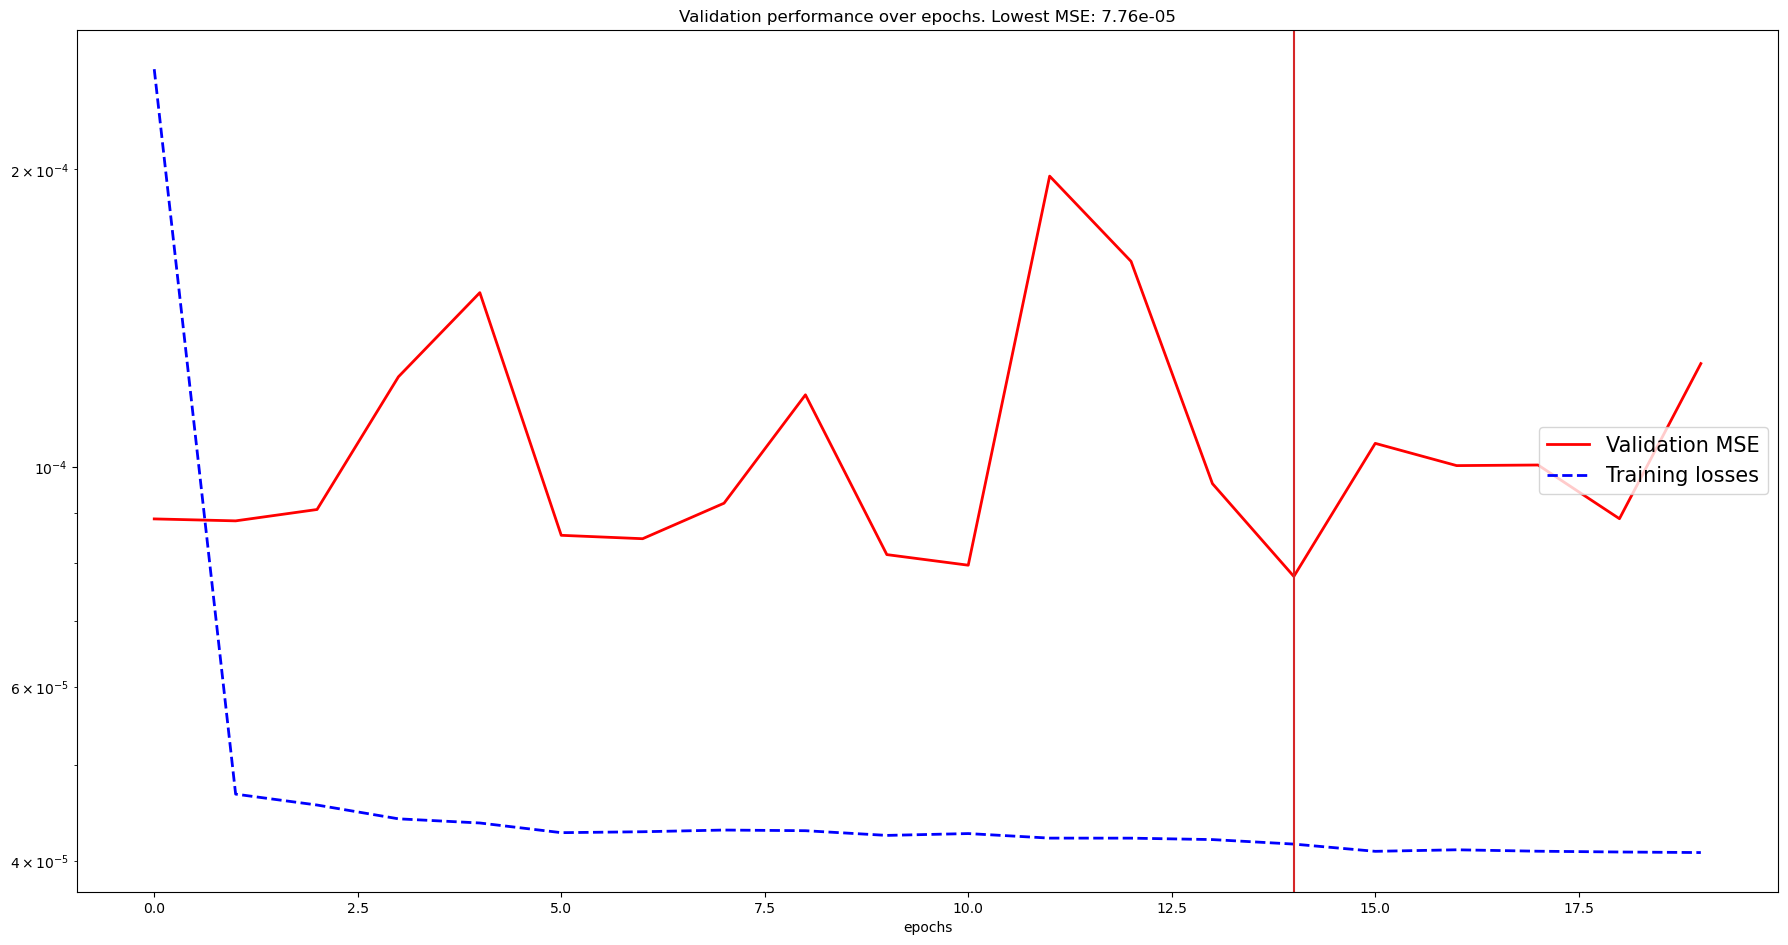 Validation performance over epochs. Lowest MSE: 7.76e-05
2 × 10⁻⁴
10⁻⁴
6 × 10⁻⁵
4 × 10⁻⁵
Validation MSE
Training losses
0.0 2.5 5.0 7.5 10.0 12.5 15.0 17.5
epochs